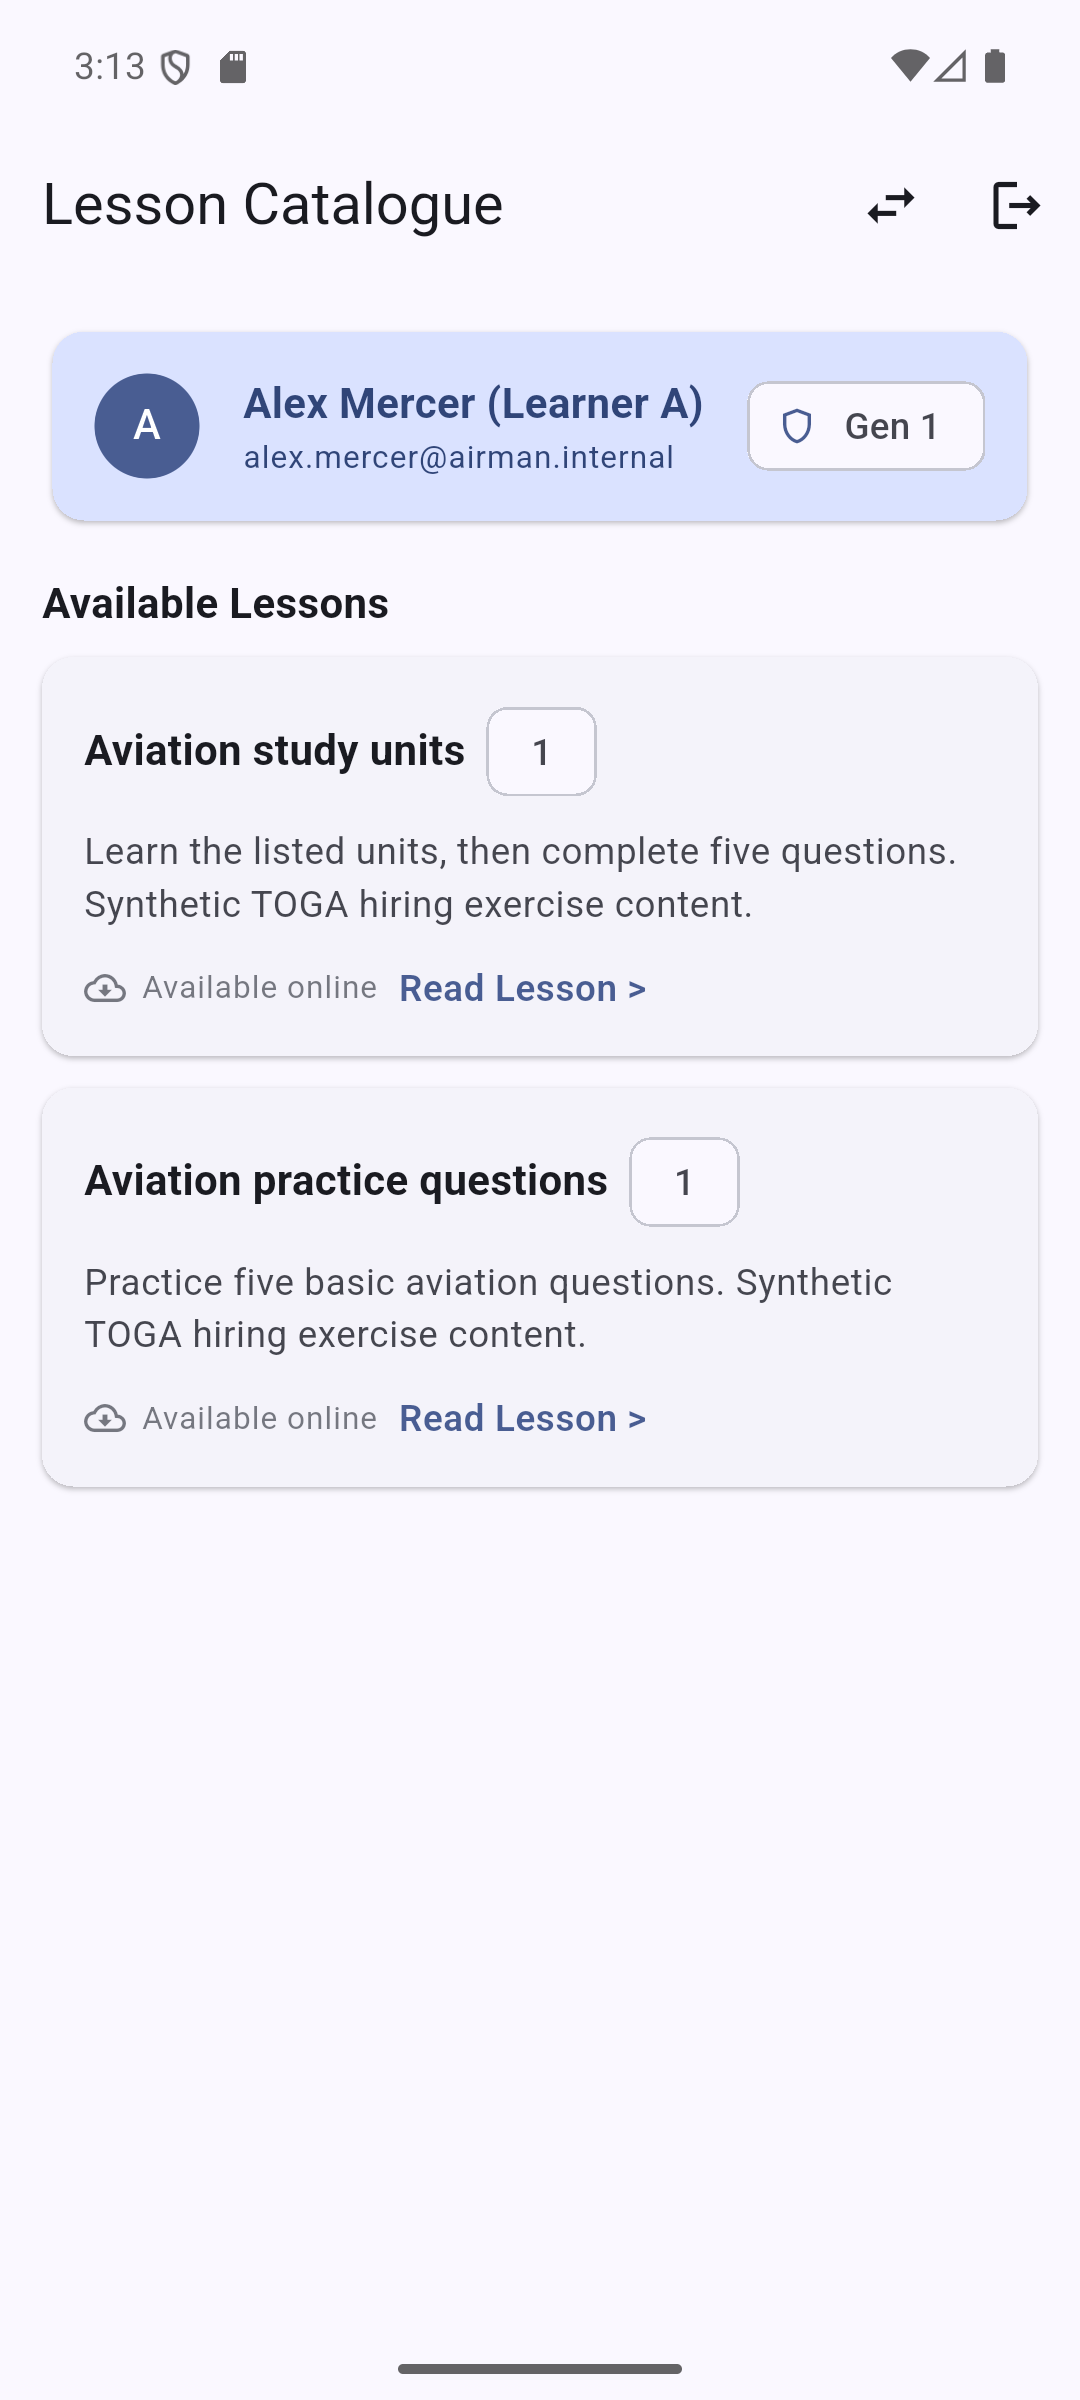 3:13
Lesson Catalogue
A
Alex Mercer (Learner A)
alex.mercer@airman.internal
Gen 1
Available Lessons
Aviation study units 1
Learn the listed units, then complete five questions.
Synthetic TOGA hiring exercise content.
Available online Read Lesson >
Aviation practice questions 1
Practice five basic aviation questions. Synthetic
TOGA hiring exercise content.
Available online Read Lesson >